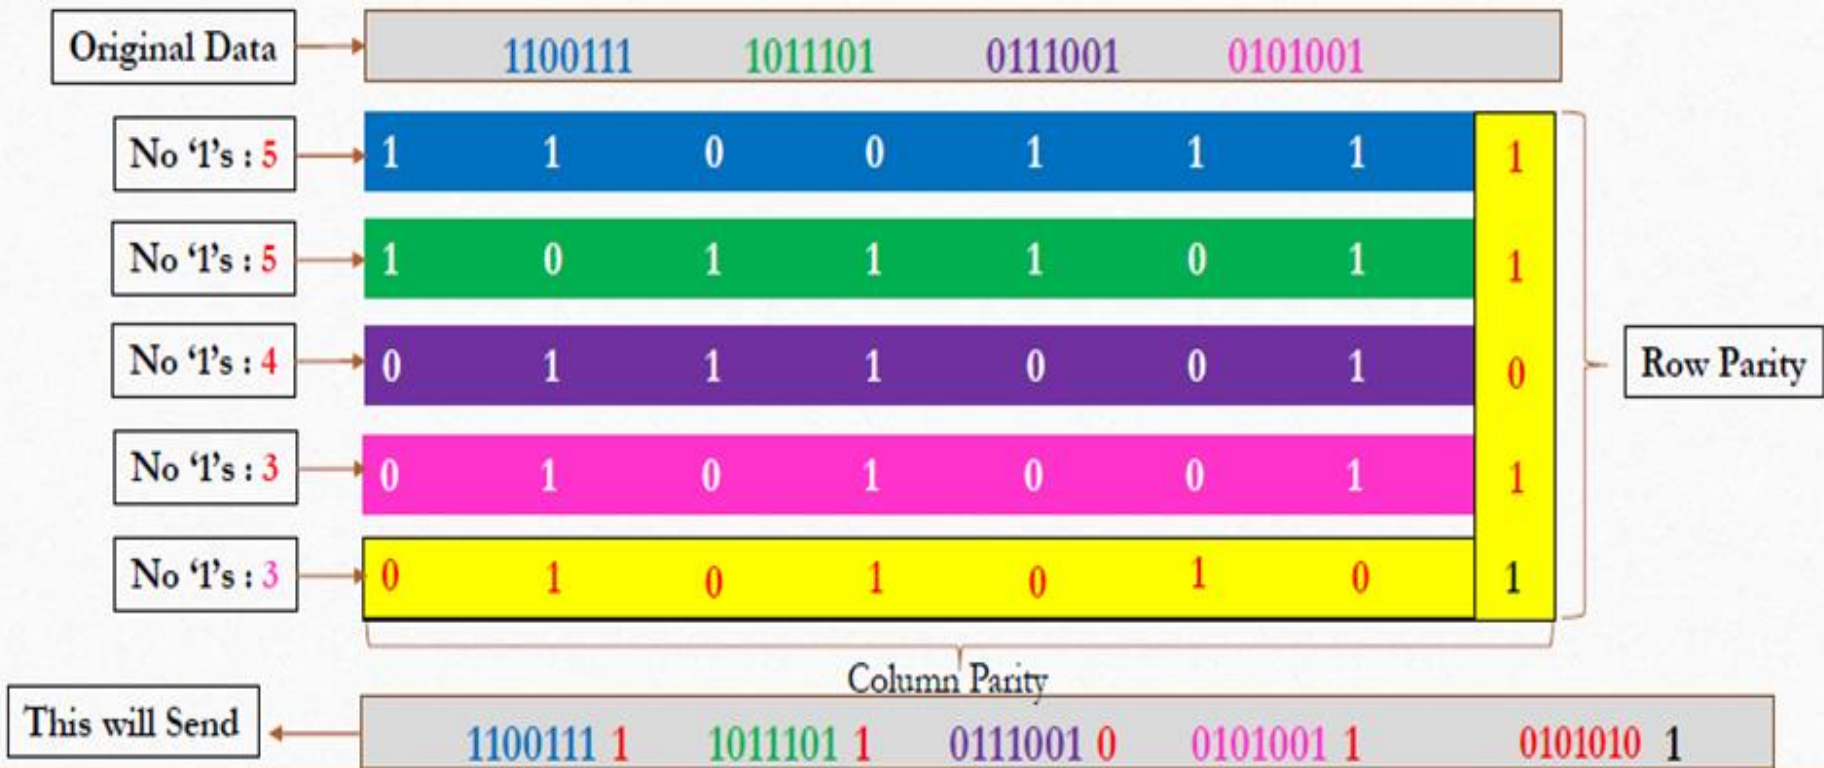 Original Data 1100111 1011101 0111001 0101001
No ‘1’s : 5 1 1 0 0 1 1 1 1
No ‘1’s : 5 1 0 1 1 1 0 1 1
No ‘1’s : 4 0 1 1 1 0 0 1 0
Row Parity
No ‘1’s : 3 0 1 0 1 0 0 1 1
No ‘1’s : 3 0 1 0 1 0 1 0 1
Column Parity
This will Send 1100111 1 1011101 1 0111001 0 0101001 1 0101010 1